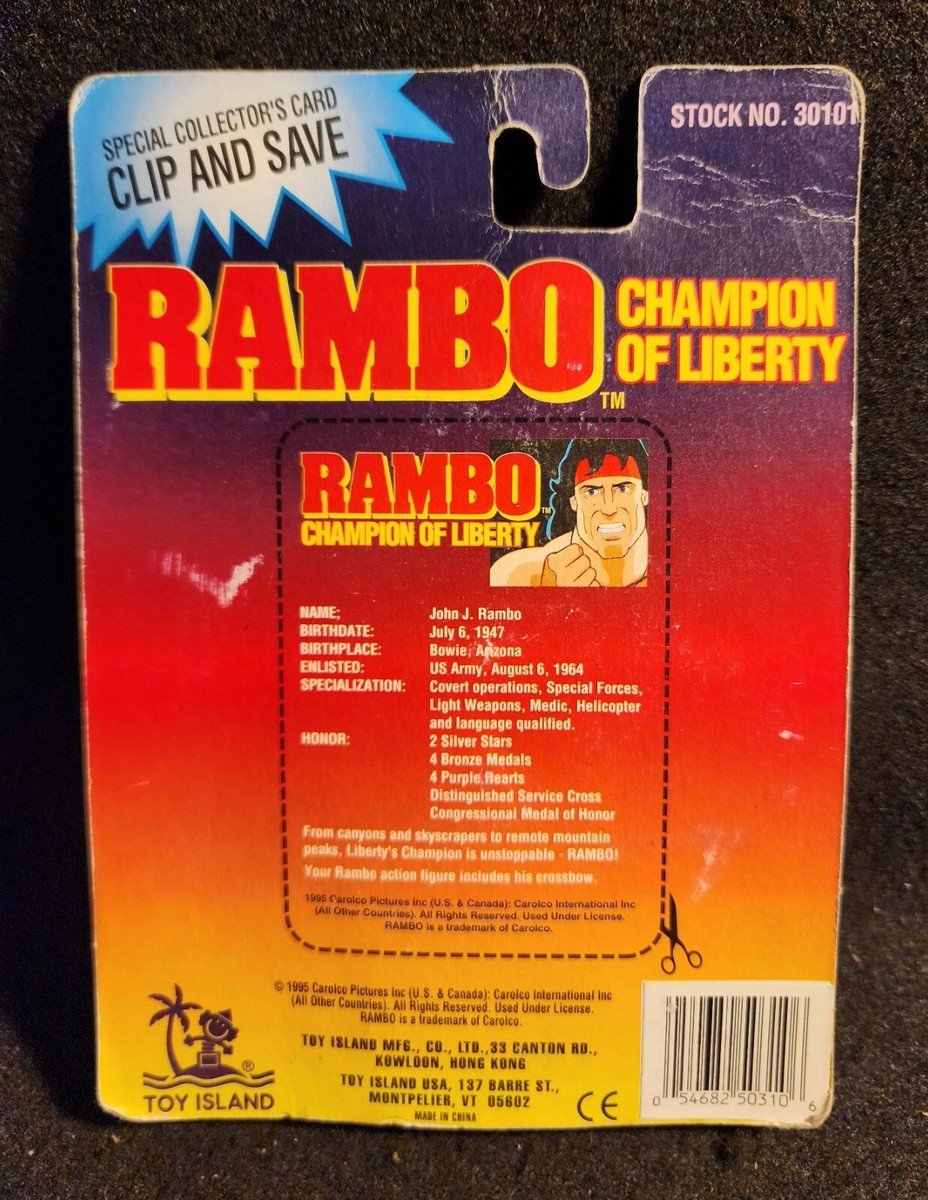 SPECIAL COLLECTOR'S CARD
CLIP AND SAVE
STOCK NO. 30101
RAMBO
CHAMPION
OF LIBERTY
TM
RAMBO
TM
CHAMPION OF LIBERTY
NAME; John J. Rambo
BIRTHDATE: July 6, 1947
BIRTHPLACE: Bowie, Arizona
ENLISTED: US Army, August 6, 1964
SPECIALIZATION: Covert operations, Special Forces,
Light Weapons, Medic, Helicopter
and language qualified.
HONOR: 2 Silver Stars
4 Bronze Medals
4 Purple Hearts
Distinguished Service Cross
Congressional Medal of Honor
From canyons and skyscrapers to remote mountain
peaks, Liberty's Champion is unstoppable - RAMBO!
Your Rambo action figure includes his crossbow.
1995 Carolco Pictures Inc (U.S. & Canada): Carolco International Inc
(All Other Countries). All Rights Reserved. Used Under License.
RAMBO is a trademark of Carolco.
© 1995 Carolco Pictures Inc (U.S. & Canada): Carolco International Inc
(All Other Countries). All Rights Reserved. Used Under License.
RAMBO is a trademark of Carolco.
TOY ISLAND MFG., CO., LTD.,33 CANTON RD.,
KOWLOON, HONG KONG
TOY ISLAND USA, 137 BARRE ST.,
MONTPELIER, VT 05602
MADE IN CHINA
®
TOY ISLAND
CE
0 54682 50310 6